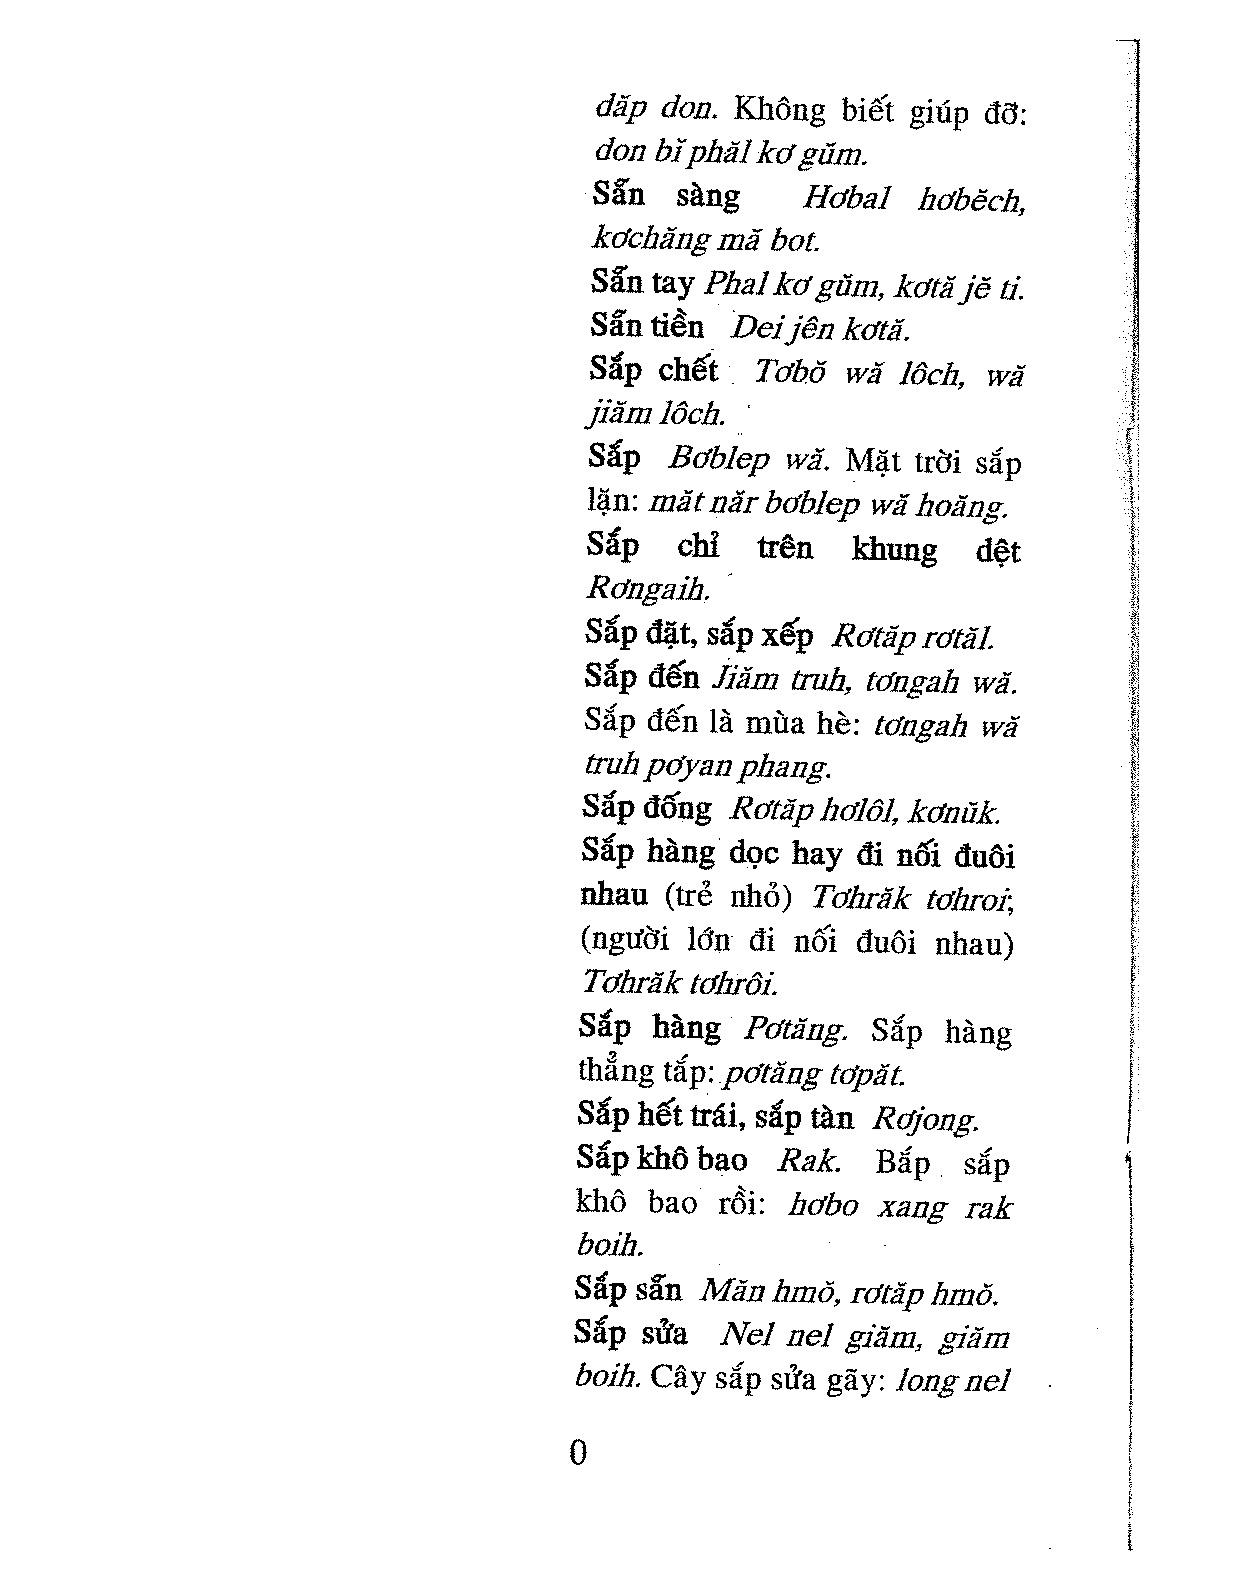 dăp don. Không biết giúp đỡ:
don bĭ phăl kơ gŭm.
Sẵn sàng Hơbal hơbĕch,
kơchăng mă bot.
Sẵn tay Phal kơ gŭm, kơtă jĕ ti.
Sẵn tiền Dei jên kơtă.
Sắp chết Tơbŏ wă lôch, wă
jiăm lôch.
Sắp Bơblep wă. Mặt trời sắp
lặn: măt năr bơblep wă hoăng.
Sắp chỉ trên khung dệt
Rơngaih.
Sắp đặt, sắp xếp Rơtăp rơtăl.
Sắp đến Jiăm truh, tơngah wă.
Sắp đến là mùa hè: tơngah wă
truh pơyan phang.
Sắp đống Rơtăp hơlôl, kơnŭk.
Sắp hàng dọc hay đi nối đuôi
nhau (trẻ nhỏ) Tơhrăk tơhroi;
(người lớn đi nối đuôi nhau)
Tơhrăk tơhrôi.
Sắp hàng Pơtăng. Sắp hàng
thẳng tắp: pơtăng tơpăt.
Sắp hết trái, sắp tàn Rơjong.
Sắp khô bao Rak. Bắp sắp
khô bao rồi: hơbo xang rak
boih.
Sắp sẵn Măn hmŏ, rơtăp hmŏ.
Sắp sửa Nel nel giăm, giăm
boih. Cây sắp sửa gãy: long nel
0